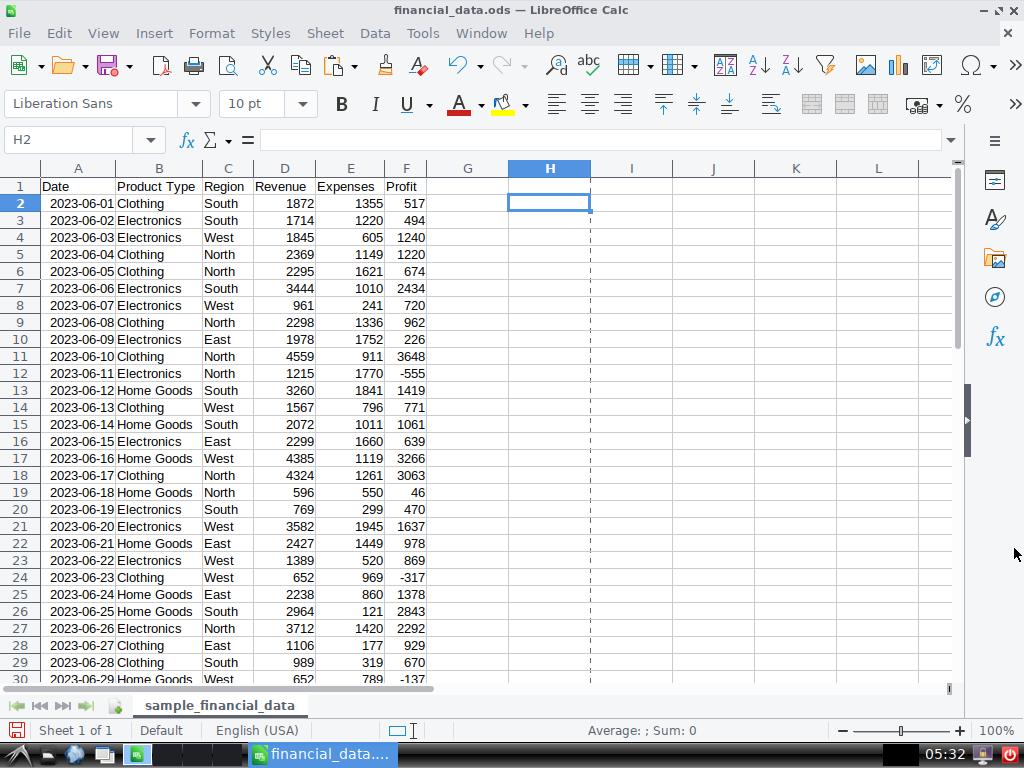 financial_data.ods — LibreOffice Calc
File Edit View Insert Format Styles Sheet Data Tools Window Help
Liberation Sans 10 pt B I U A %
H2 fx Σ =
A B C D E F G H I J K L
1 Date Product Type Region Revenue Expenses Profit
2 2023-06-01 Clothing South 1872 1355 517
3 2023-06-02 Electronics South 1714 1220 494
4 2023-06-03 Electronics West 1845 605 1240
5 2023-06-04 Clothing North 2369 1149 1220
6 2023-06-05 Clothing North 2295 1621 674
7 2023-06-06 Electronics South 3444 1010 2434
8 2023-06-07 Electronics West 961 241 720
9 2023-06-08 Clothing North 2298 1336 962
10 2023-06-09 Electronics East 1978 1752 226
11 2023-06-10 Clothing North 4559 911 3648
12 2023-06-11 Electronics North 1215 1770 -555
13 2023-06-12 Home Goods South 3260 1841 1419
14 2023-06-13 Clothing West 1567 796 771
15 2023-06-14 Home Goods South 2072 1011 1061
16 2023-06-15 Electronics East 2299 1660 639
17 2023-06-16 Home Goods West 4385 1119 3266
18 2023-06-17 Clothing North 4324 1261 3063
19 2023-06-18 Home Goods North 596 550 46
20 2023-06-19 Electronics South 769 299 470
21 2023-06-20 Electronics West 3582 1945 1637
22 2023-06-21 Home Goods East 2427 1449 978
23 2023-06-22 Electronics West 1389 520 869
24 2023-06-23 Clothing West 652 969 -317
25 2023-06-24 Home Goods East 2238 860 1378
26 2023-06-25 Home Goods South 2964 121 2843
27 2023-06-26 Electronics North 3712 1420 2292
28 2023-06-27 Clothing East 1106 177 929
29 2023-06-28 Clothing South 989 319 670
30 2023-06-29 Home Goods West 652 789 -137
sample_financial_data
Sheet 1 of 1 Default English (USA) Average: ; Sum: 0 100%
financial_data.... 05:32